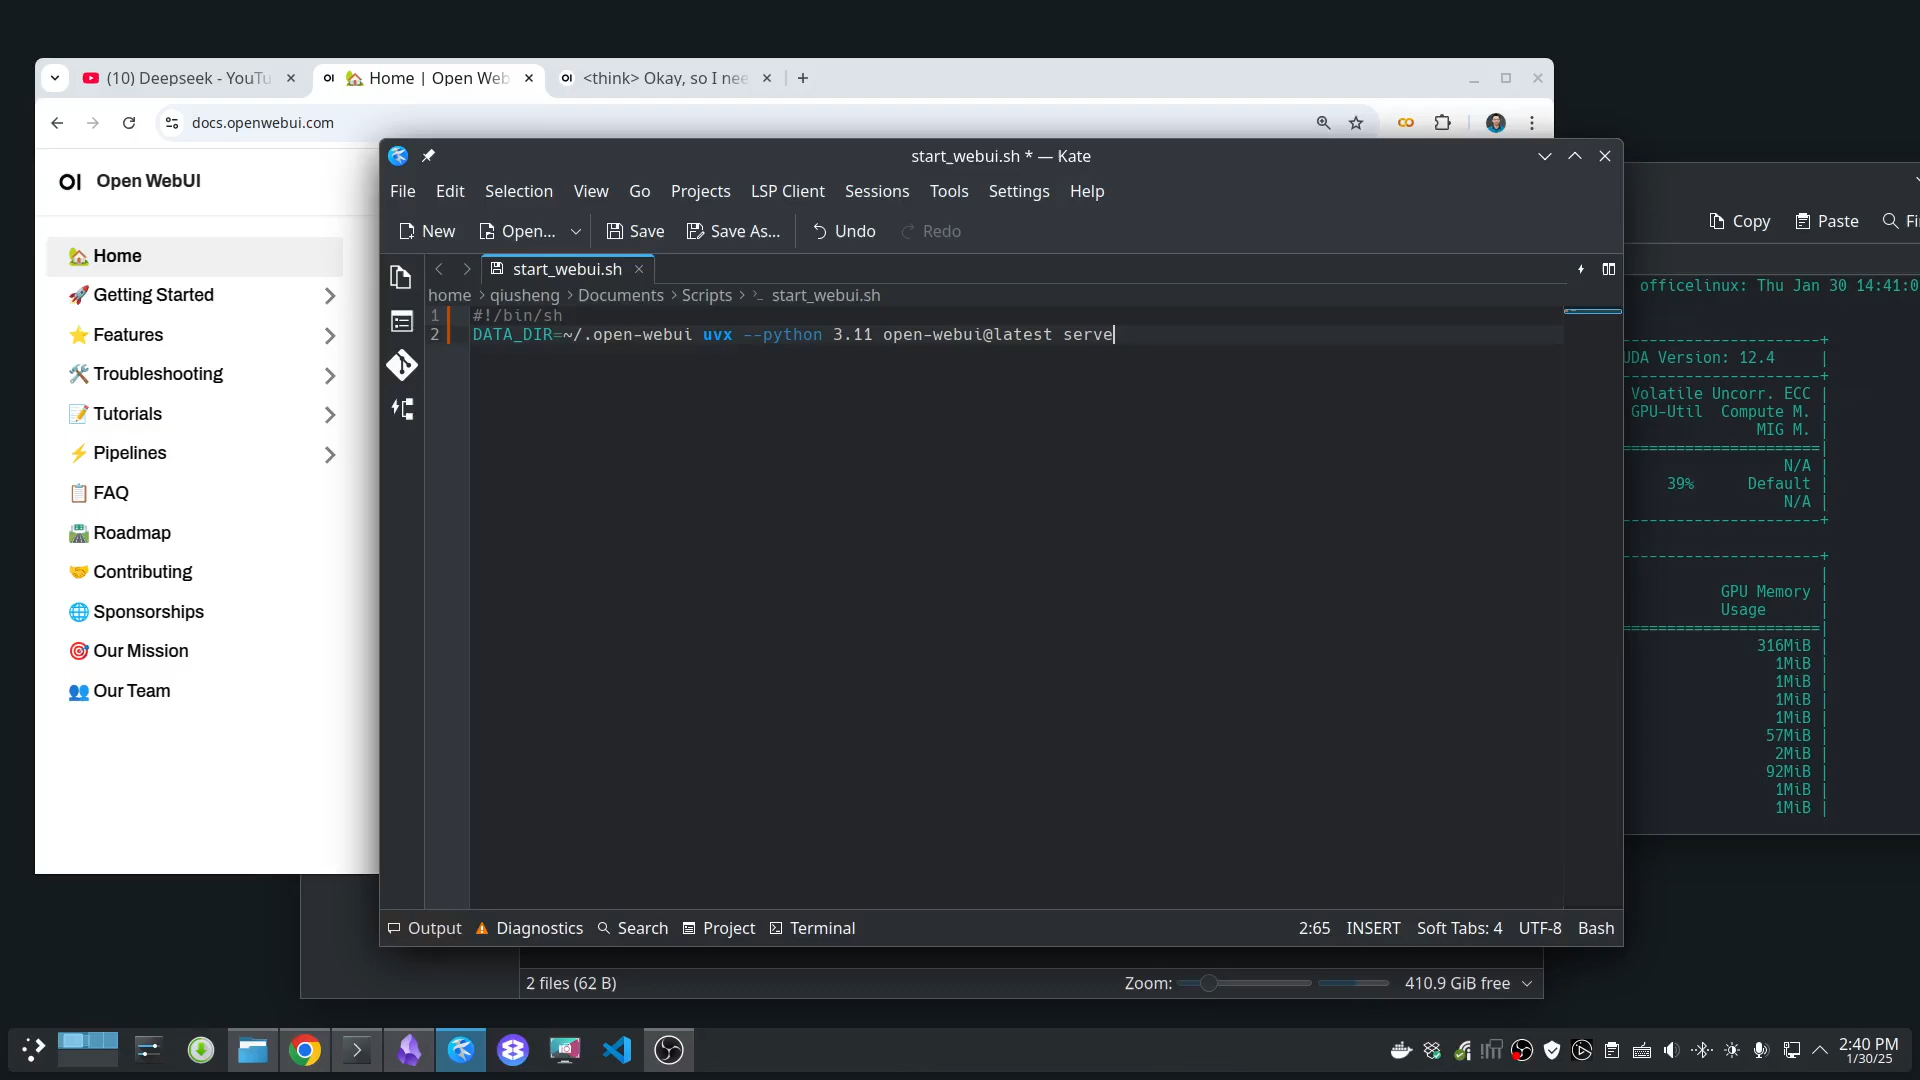 (10) Deepseek - YouTu
Home | Open Web
<think> Okay, so I nee
docs.openwebui.com
Open WebUI
Home
Getting Started
Features
Troubleshooting
Tutorials
Pipelines
FAQ
Roadmap
Contributing
Sponsorships
Our Mission
Our Team
start_webui.sh * — Kate
File Edit Selection View Go Projects LSP Client Sessions Tools Settings Help
New Open... Save Save As... Undo Redo
start_webui.sh
home > qiusheng > Documents > Scripts > start_webui.sh
1 #!/bin/sh
2 DATA_DIR=~/.open-webui uvx --python 3.11 open-webui@latest serve
Output Diagnostics Search Project Terminal
2:65 INSERT Soft Tabs: 4 UTF-8 Bash
Copy Paste Fi
officelinux: Thu Jan 30 14:41:0
UDA Version: 12.4
Volatile Uncorr. ECC
GPU-Util Compute M.
MIG M.
N/A
39% Default
N/A
GPU Memory
Usage
316MiB
1MiB
1MiB
1MiB
1MiB
57MiB
2MiB
92MiB
1MiB
1MiB
2 files (62 B)
Zoom:
410.9 GiB free
2:40 PM
1/30/25